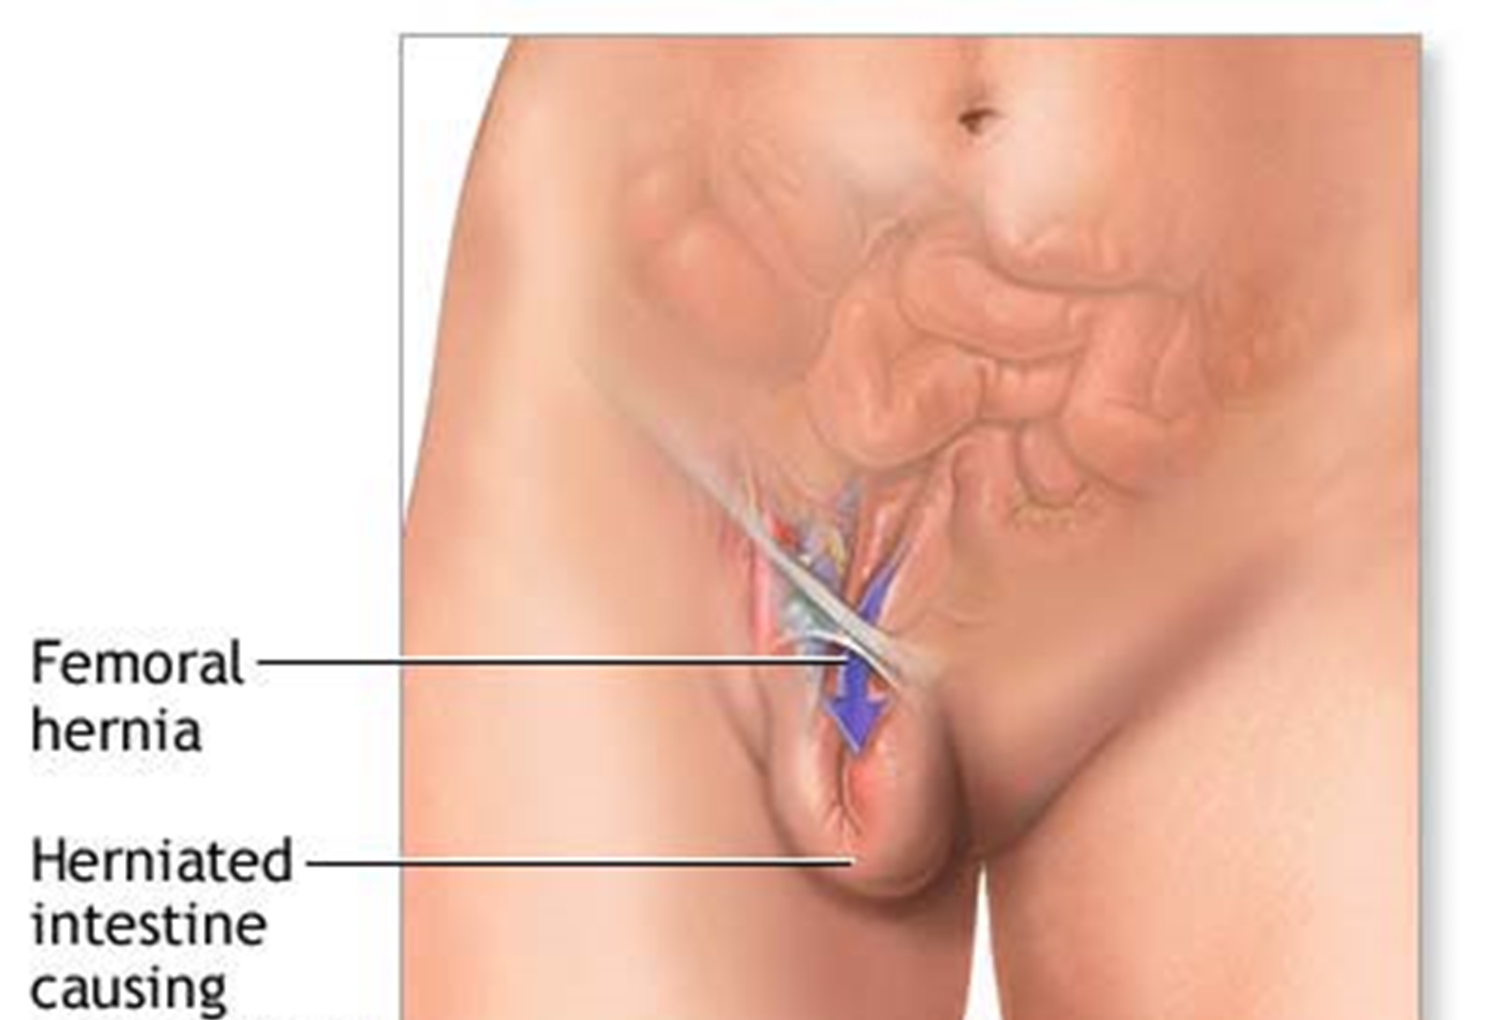 Femoral
hernia
Herniated
intestine
causing